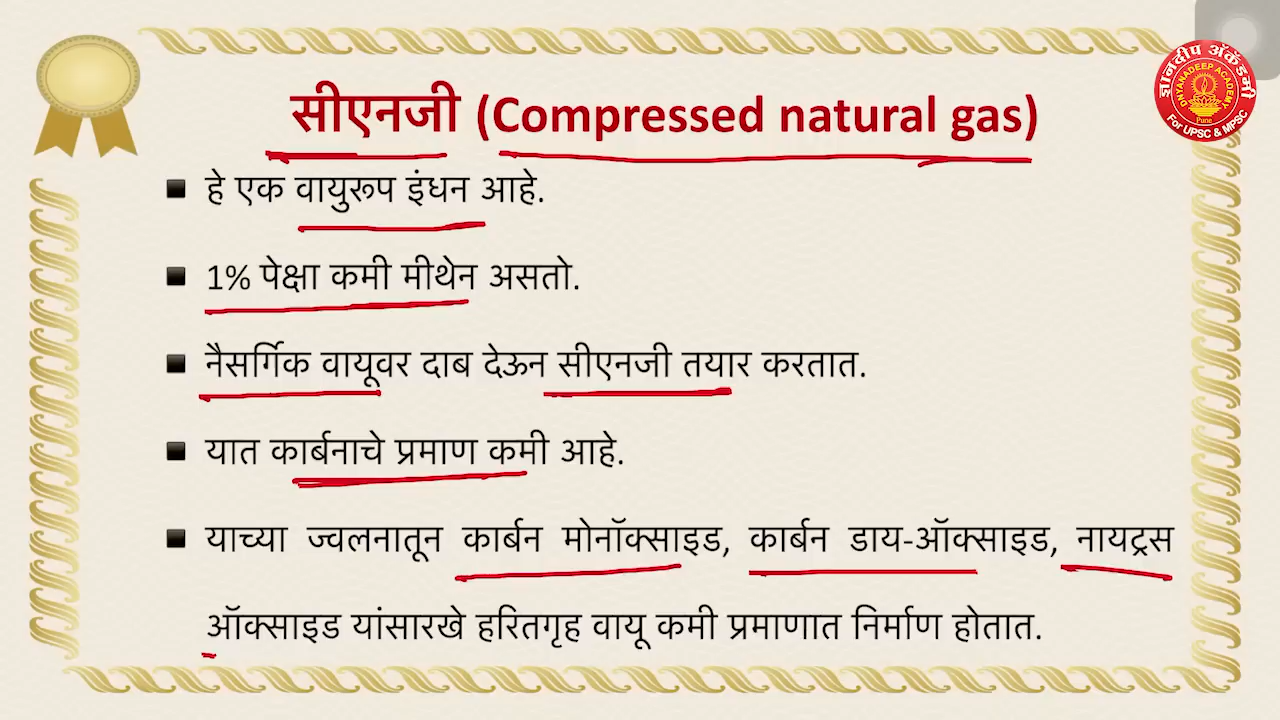 सीएनजी (Compressed natural gas)
ज्ञानदीप ॲकॅडमी
DNYANADEEP ACADEMY
Pune
For UPSC & MPSC
हे एक वायुरूप इंधन आहे.
1% पेक्षा कमी मीथेन असतो.
नैसर्गिक वायूवर दाब देऊन सीएनजी तयार करतात.
यात कार्बनाचे प्रमाण कमी आहे.
याच्या ज्वलनातून कार्बन मोनॉक्साइड, कार्बन डाय-ऑक्साइड, नायट्रस
ऑक्साइड यांसारखे हरितगृह वायू कमी प्रमाणात निर्माण होतात.